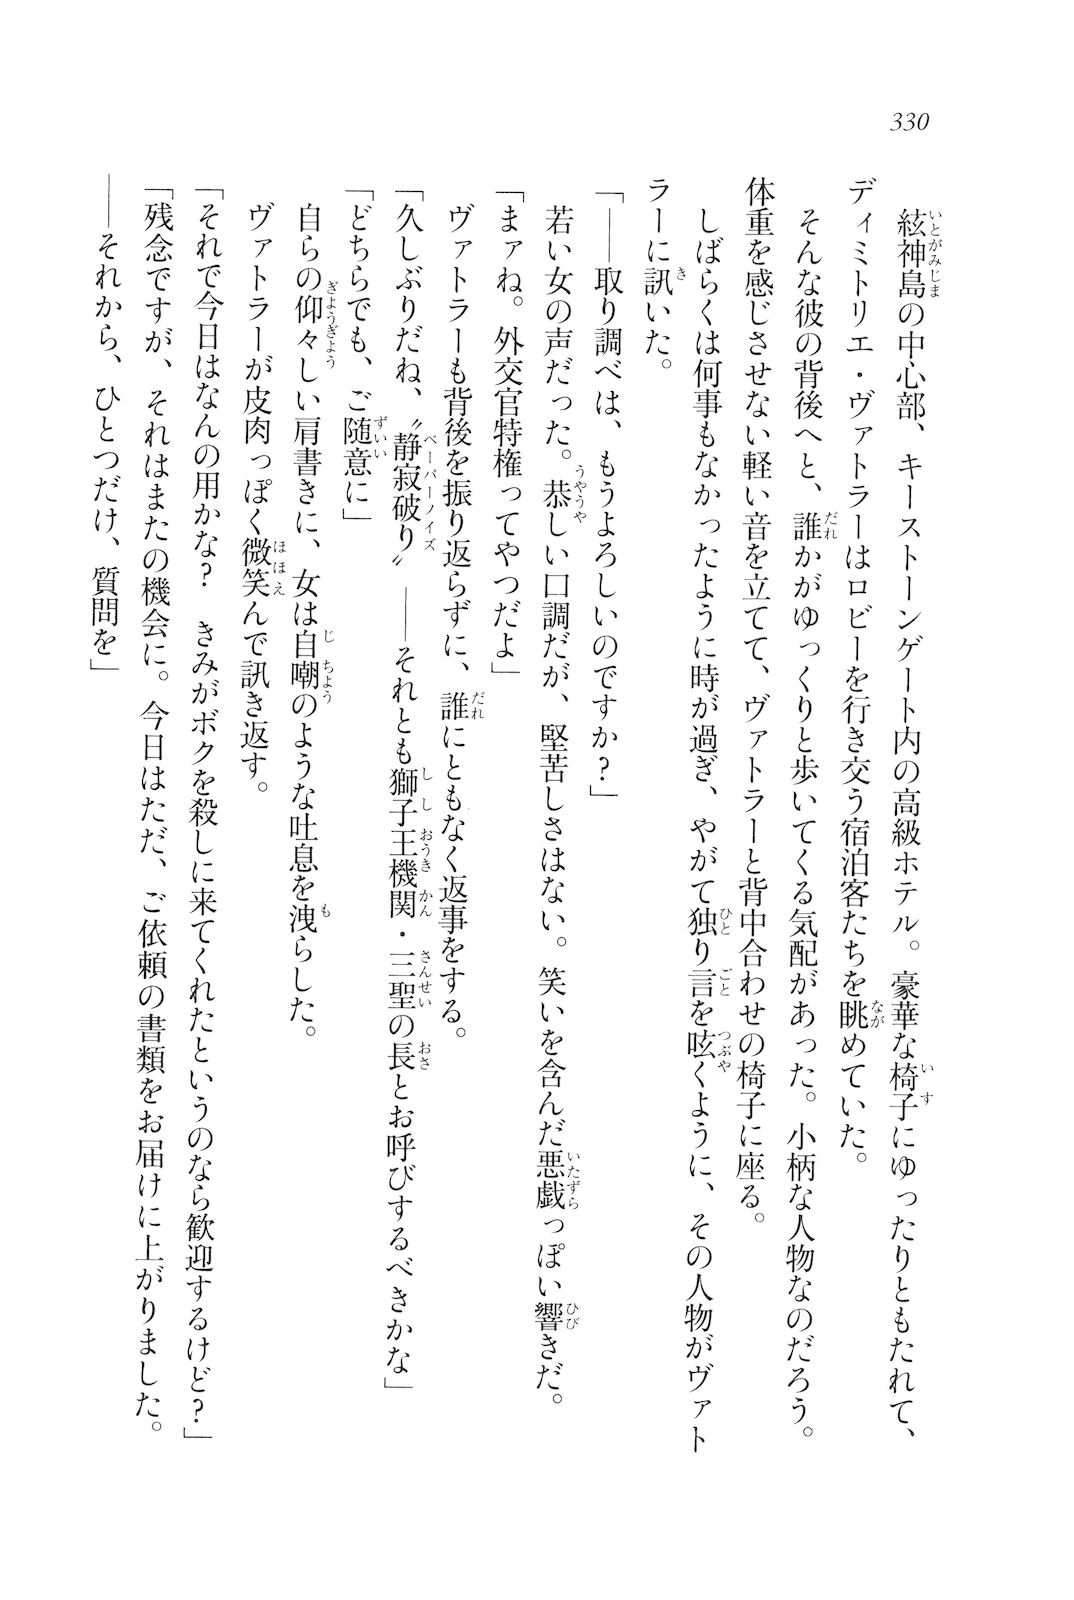 330
絃神島の中心部、キーストーンゲート内の高級ホテル。豪華な椅子にゆったりともたれて、
ディミトリエ・ヴァトラーはロビーを行き交う宿泊客たちを眺めていた。
そんな彼の背後へと、誰かがゆっくりと歩いてくる気配があった。小柄な人物なのだろう。
体重を感じさせない軽い音を立てて、ヴァトラーと背中合わせの椅子に座る。
しばらくは何事もなかったように時が過ぎ、やがて独り言を呟くように、その人物がヴァト
ラーに訊いた。
「――取り調べは、もうよろしいのですか?」
若い女の声だった。恭しい口調だが、堅苦しさはない。笑いを含んだ悪戯っぽい響きだ。
「まァね。外交官特権ってやつだよ」
ヴァトラーも背後を振り返らずに、誰にともなく返事をする。
「久しぶりだね、〝静寂破り〟――それとも獅子王機関・三聖の長とお呼びするべきかな」
「どちらでも、ご随意に」
自らの仰々しい肩書きに、女は自嘲のような吐息を洩らした。
ヴァトラーが皮肉っぽく微笑んで訊き返す。
「それで今日はなんの用かな? きみがボクを殺しに来てくれたというのなら歓迎するけど?」
「残念ですが、それはまたの機会に。今日はただ、ご依頼の書類をお届けに上がりました。
――それから、ひとつだけ、質問を」